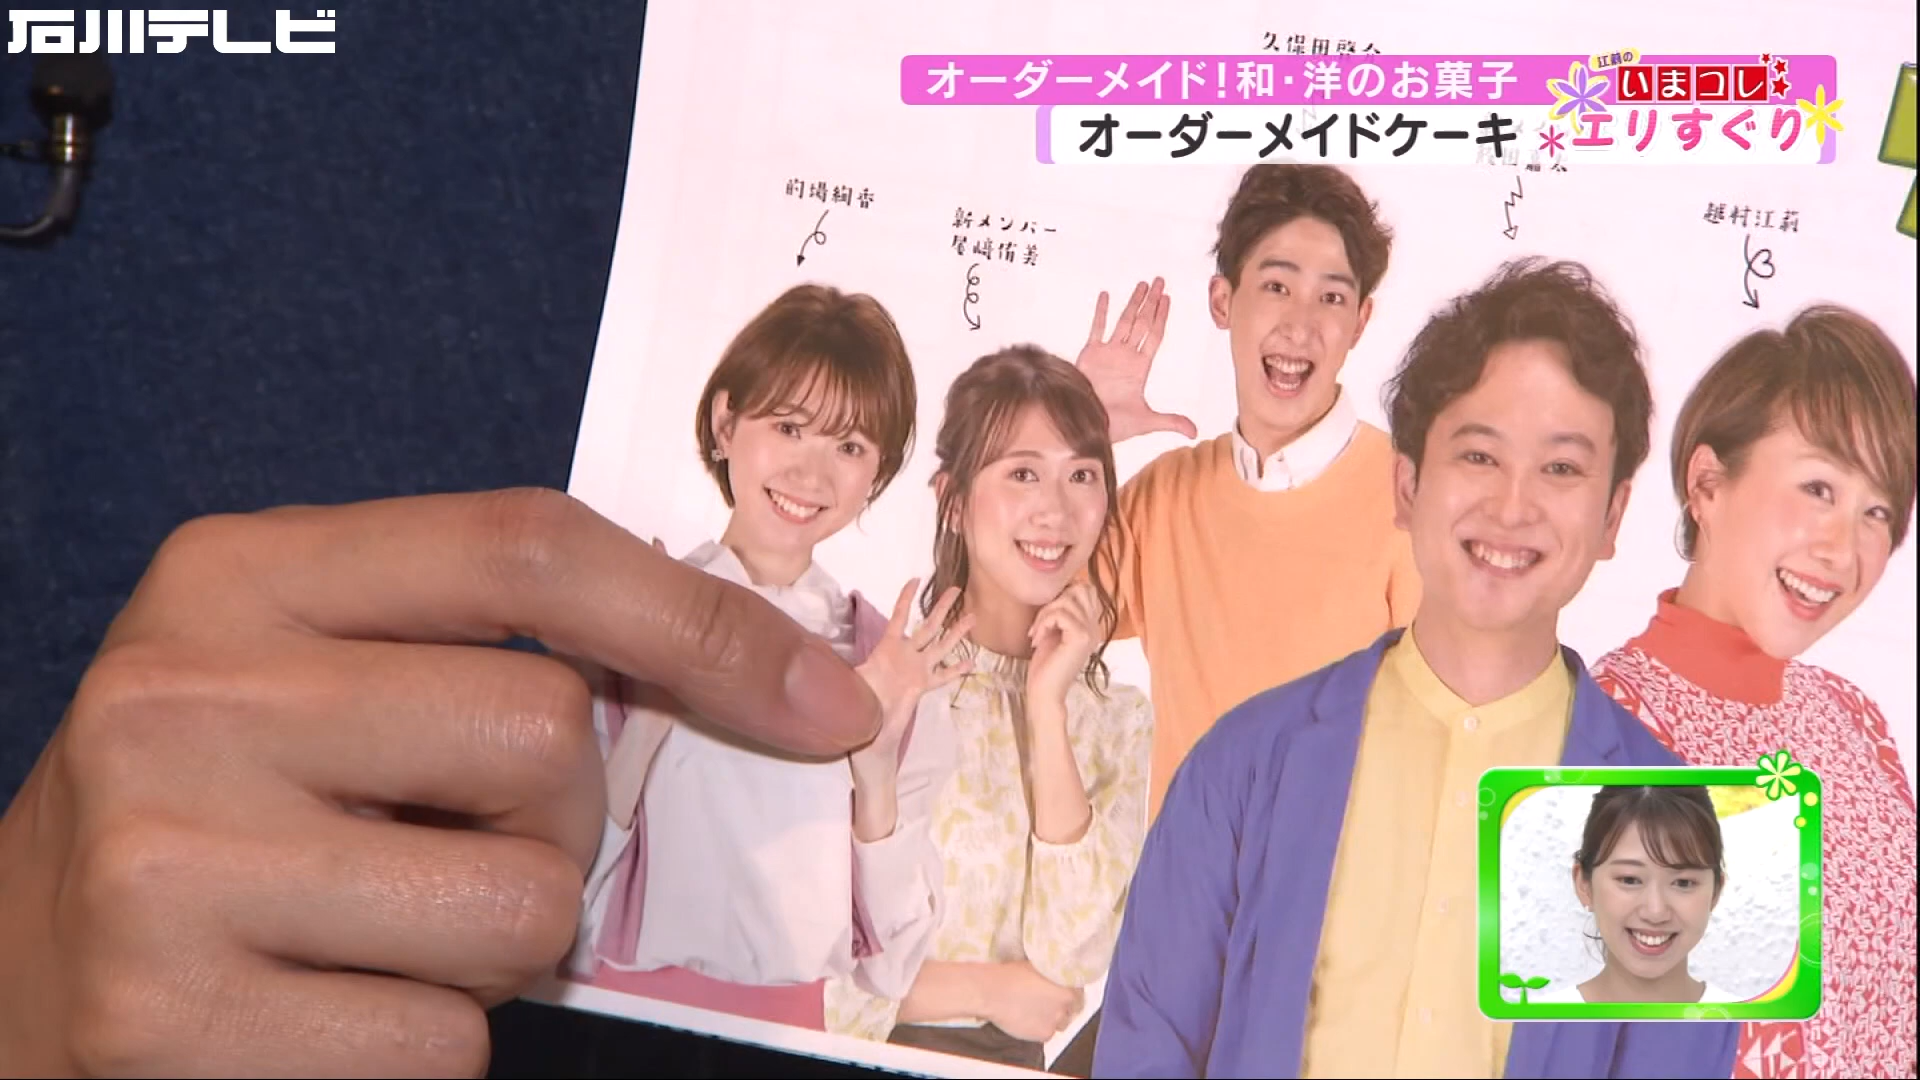 石川テレビ
久保田啓介
オーダーメイド!和・洋のお菓子
江莉の
いまコレ!
エリすぐり
オーダーメイドケーキ
的場絢香
新メンバー
尾﨑侑美
越村江莉